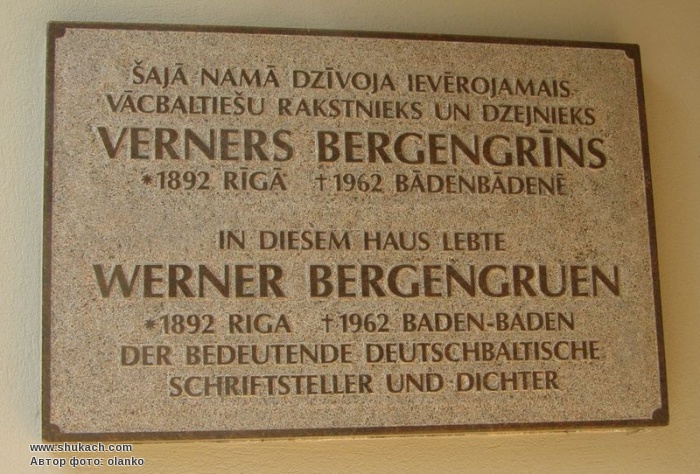 ŠAJĀ NAMĀ DZĪVOJA IEVĒROJAMAIS
VĀCBALTIEŠU RAKSTNIEKS UN DZEJNIEKS
VERNERS BERGENGRĪNS
*1892 RĪGĀ †1962 BĀDENBĀDENĒ
IN DIESEM HAUS LEBTE
WERNER BERGENGRUEN
*1892 RIGA †1962 BADEN-BADEN
DER BEDEUTENDE DEUTSCHBALTISCHE
SCHRIFTSTELLER UND DICHTER
www.shukach.com
Автор фото: olanko